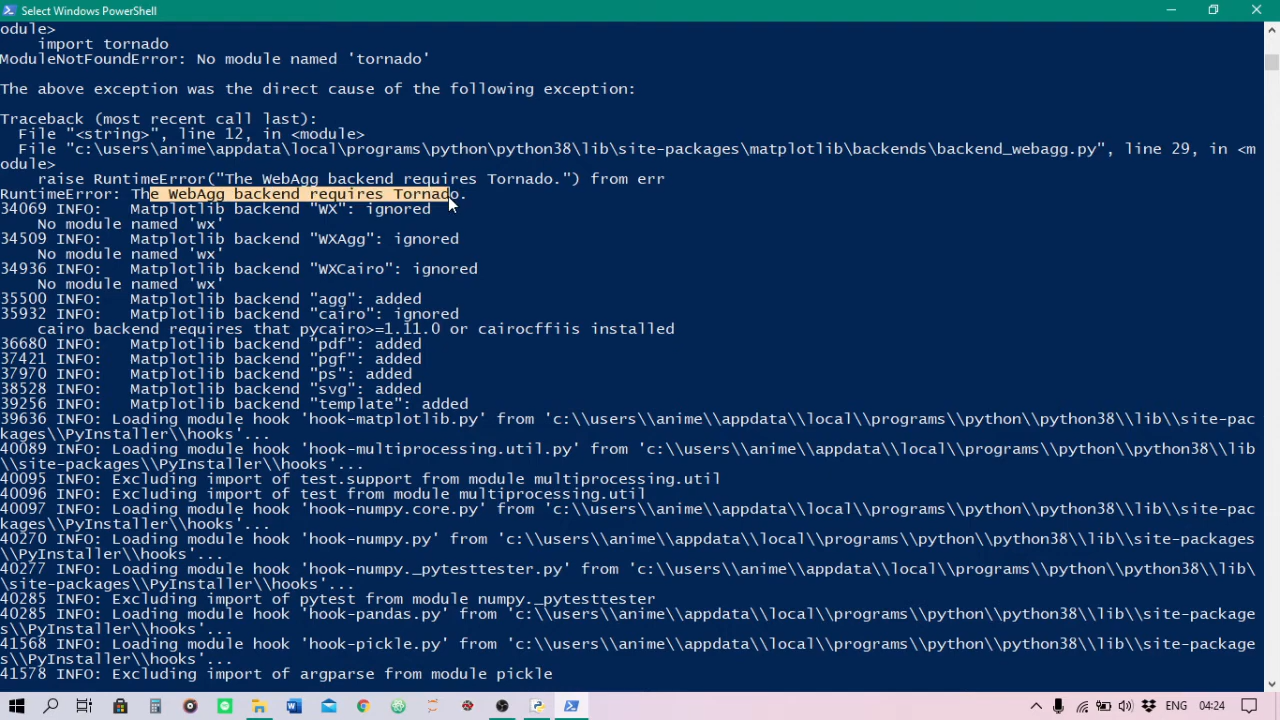 Select Windows PowerShell
odule>
    import tornado
ModuleNotFoundError: No module named 'tornado'
The above exception was the direct cause of the following exception:
Traceback (most recent call last):
  File "<string>", line 12, in <module>
  File "c:\users\anime\appdata\local\programs\python\python38\lib\site-packages\matplotlib\backends\backend_webagg.py", line 29, in <m
odule>
    raise RuntimeError("The WebAgg backend requires Tornado.") from err
RuntimeError: The WebAgg backend requires Tornado.
34069 INFO:   Matplotlib backend "WX": ignored
    No module named 'wx'
34509 INFO:   Matplotlib backend "WXAgg": ignored
    No module named 'wx'
34936 INFO:   Matplotlib backend "WXCairo": ignored
    No module named 'wx'
35500 INFO:   Matplotlib backend "agg": added
35932 INFO:   Matplotlib backend "cairo": ignored
    cairo backend requires that pycairo>=1.11.0 or cairocffiis installed
36680 INFO:   Matplotlib backend "pdf": added
37421 INFO:   Matplotlib backend "pgf": added
37970 INFO:   Matplotlib backend "ps": added
38528 INFO:   Matplotlib backend "svg": added
39256 INFO:   Matplotlib backend "template": added
39636 INFO: Loading module hook 'hook-matplotlib.py' from 'c:\\users\\anime\\appdata\\local\\programs\\python\\python38\\lib\\site-pac
kages\\PyInstaller\\hooks'...
40089 INFO: Loading module hook 'hook-multiprocessing.util.py' from 'c:\\users\\anime\\appdata\\local\\programs\\python\\python38\\lib
\\site-packages\\PyInstaller\\hooks'...
40095 INFO: Excluding import of test.support from module multiprocessing.util
40096 INFO: Excluding import of test from module multiprocessing.util
40097 INFO: Loading module hook 'hook-numpy.core.py' from 'c:\\users\\anime\\appdata\\local\\programs\\python\\python38\\lib\\site-pac
kages\\PyInstaller\\hooks'...
40270 INFO: Loading module hook 'hook-numpy.py' from 'c:\\users\\anime\\appdata\\local\\programs\\python\\python38\\lib\\site-packages
\\PyInstaller\\hooks'...
40277 INFO: Loading module hook 'hook-numpy._pytesttester.py' from 'c:\\users\\anime\\appdata\\local\\programs\\python\\python38\\lib\
\site-packages\\PyInstaller\\hooks'...
40285 INFO: Excluding import of pytest from module numpy._pytesttester
40285 INFO: Loading module hook 'hook-pandas.py' from 'c:\\users\\anime\\appdata\\local\\programs\\python\\python38\\lib\\site-package
s\\PyInstaller\\hooks'...
41568 INFO: Loading module hook 'hook-pickle.py' from 'c:\\users\\anime\\appdata\\local\\programs\\python\\python38\\lib\\site-package
s\\PyInstaller\\hooks'...
41578 INFO: Excluding import of argparse from module pickle
ENG 04:24